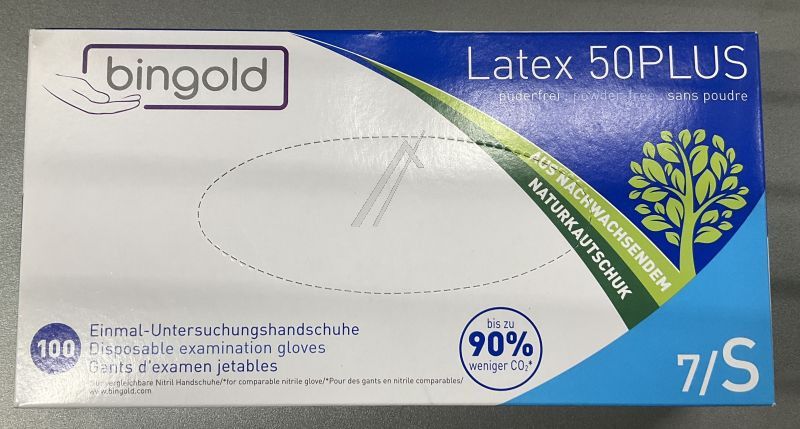 bingold
Latex 50PLUS
puderfrei . powder-free . sans poudre
AUS NACHWACHSENDEM
NATURKAUTSCHUK
100
Einmal-Untersuchungshandschuhe
Disposable examination gloves
Gants d'examen jetables
*für vergleichbare Nitril Handschuhe/*for comparable nitrile glove/*Pour des gants en nitrile comparables/
www.bingold.com
bis zu
90%
weniger CO₂*
7/S